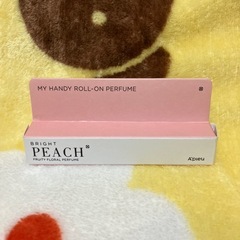 MY HANDY ROLL-ON PERFUME
BRIGHT
PEACH
FRUITY FLORAL PERFUME
A'PIEU